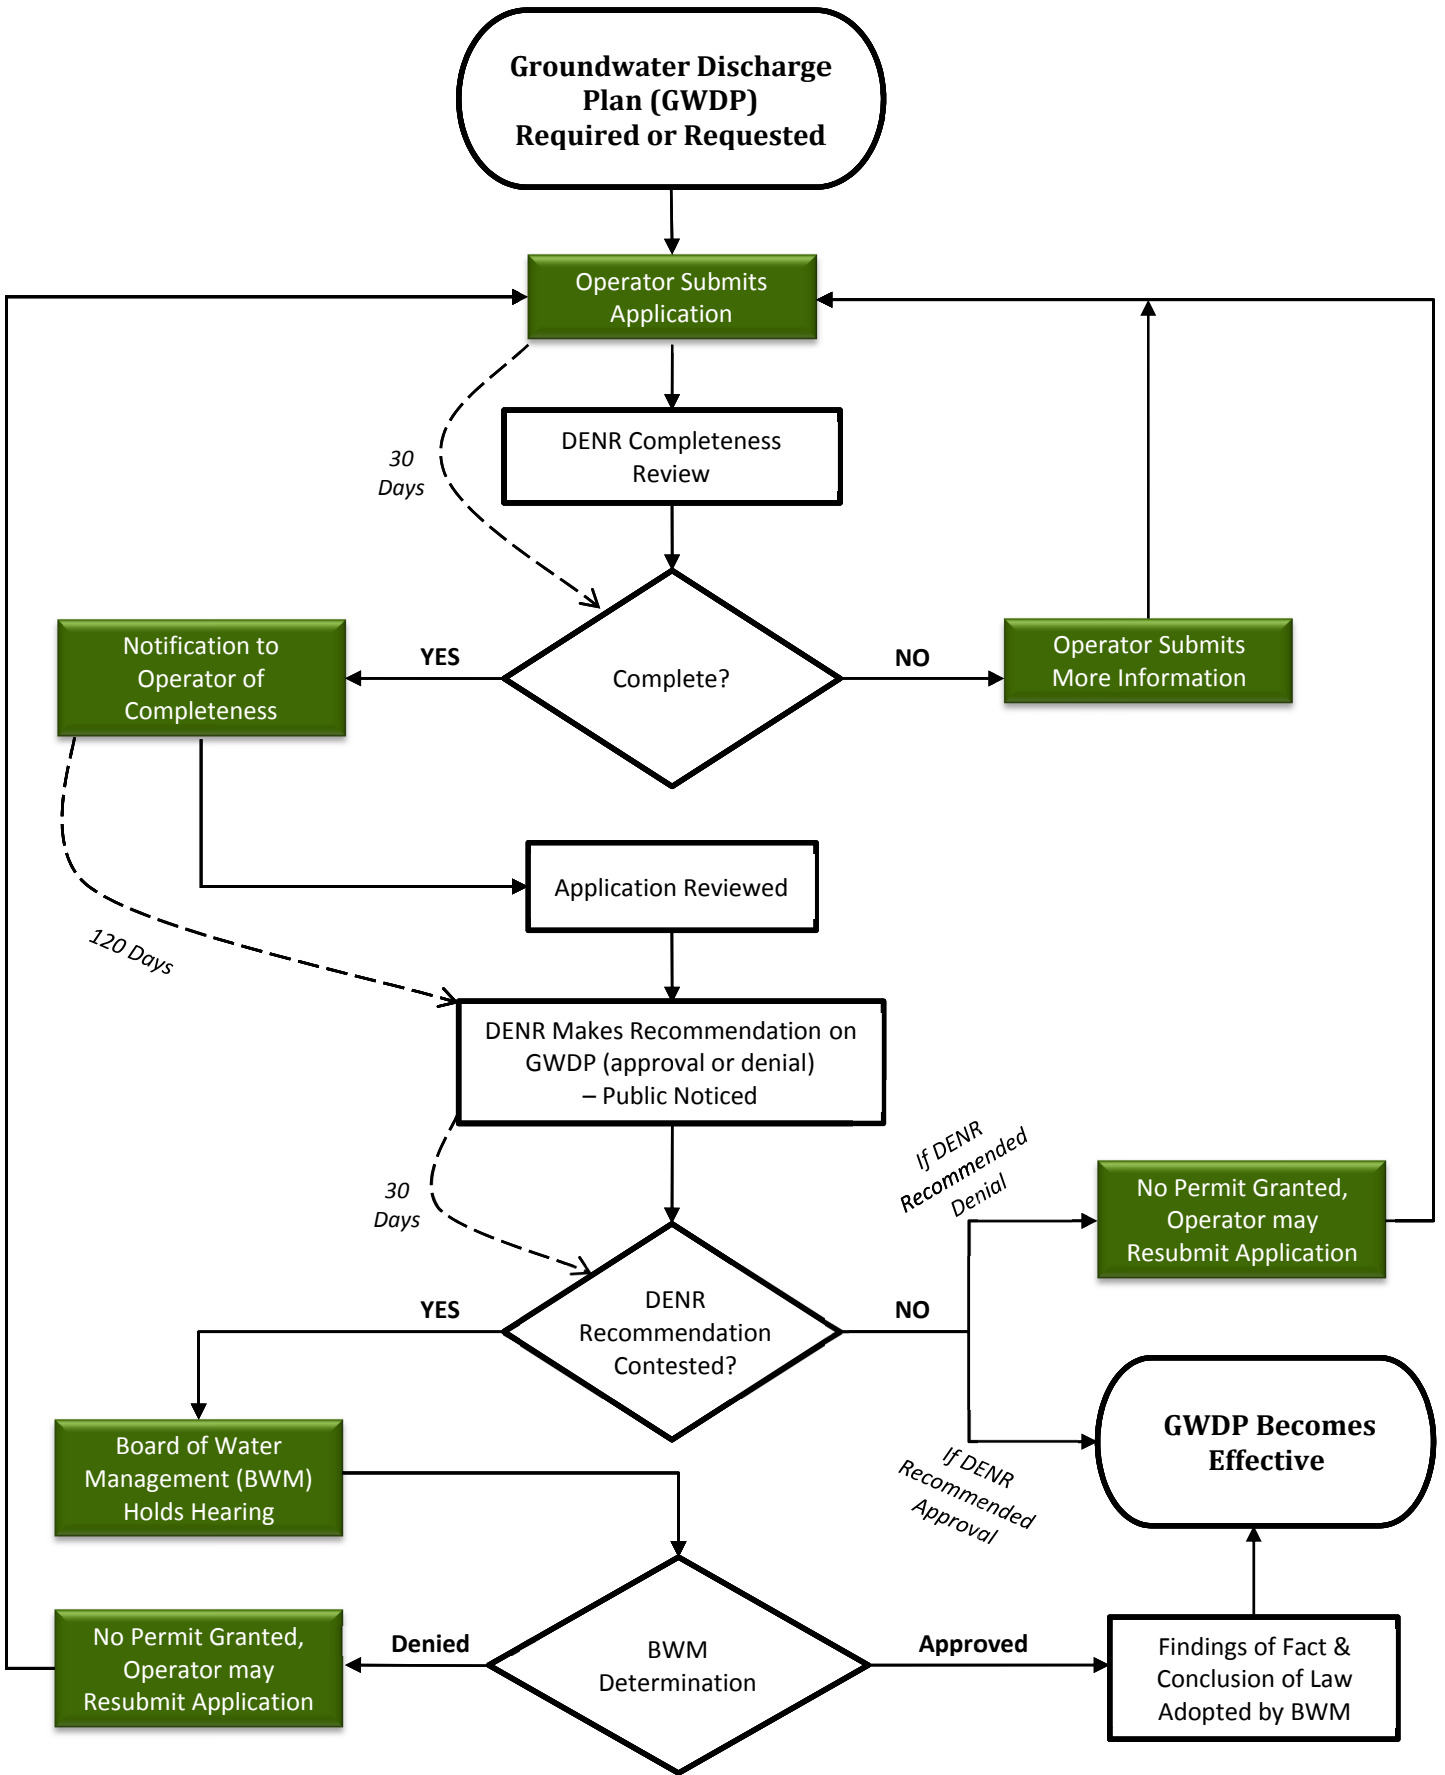 Groundwater Discharge
Plan (GWDP)
Required or Requested
Operator Submits
Application
DENR Completeness
Review
30
Days
Complete?
YES
NO
Notification to
Operator of
Completeness
Operator Submits
More Information
Application Reviewed
120 Days
DENR Makes Recommendation on
GWDP (approval or denial)
– Public Noticed
30
Days
DENR
Recommendation
Contested?
YES
NO
If DENR
Recommended
Denial
No Permit Granted,
Operator may
Resubmit Application
If DENR
Recommended
Approval
GWDP Becomes
Effective
Board of Water
Management (BWM)
Holds Hearing
BWM
Determination
Denied
Approved
No Permit Granted,
Operator may
Resubmit Application
Findings of Fact &
Conclusion of Law
Adopted by BWM